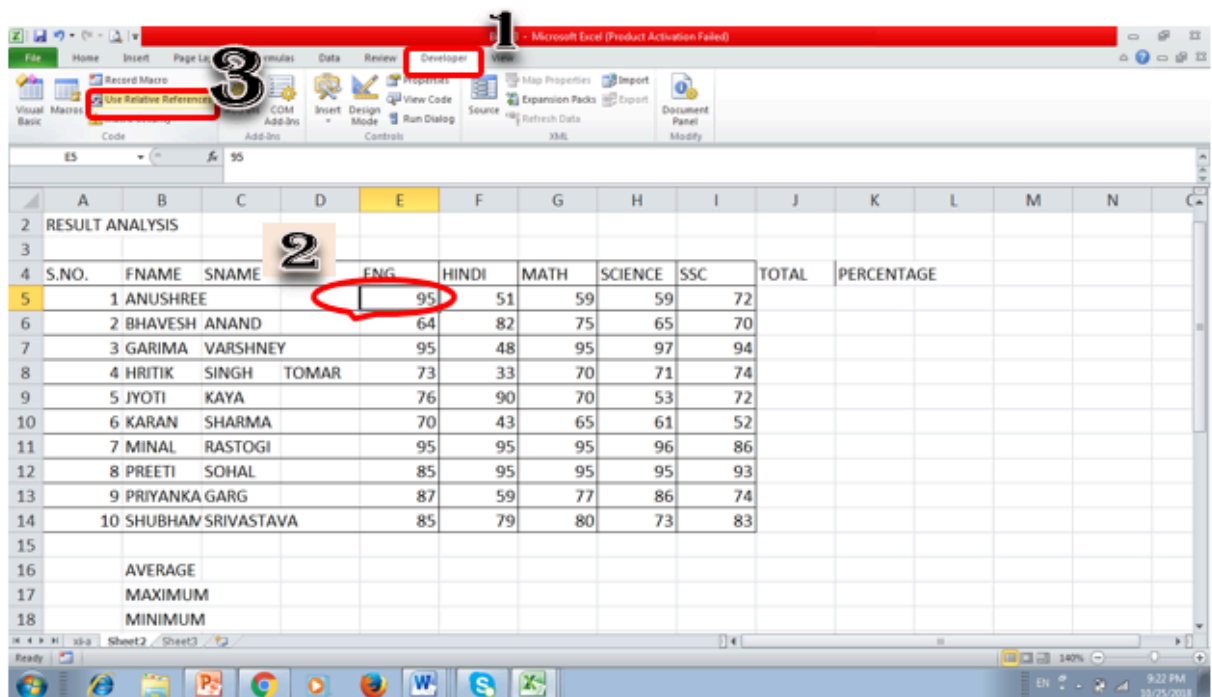 1
- Microsoft Excel (Product Activation Failed)
File Home Insert Data Review Developer View
3
Record Macro
Use Relative References
Visual Basic Macros
COM Add-Ins
Insert Design Mode
Properties
View Code
Run Dialog
Source
Map Properties Import
Expansion Packs Export
Refresh Data
Document Panel
Code Add-Ins Controls XML Modify
E5 fx 95
A B C D E F G H I J K L M N
2 RESULT ANALYSIS
3
2
4 S.NO. FNAME SNAME ENG HINDI MATH SCIENCE SSC TOTAL PERCENTAGE
5 1 ANUSHREE 95 51 59 59 72
6 2 BHAVESH ANAND 64 82 75 65 70
7 3 GARIMA VARSHNEY 95 48 95 97 94
8 4 HRITIK SINGH TOMAR 73 33 70 71 74
9 5 JYOTI KAYA 76 90 70 53 72
10 6 KARAN SHARMA 70 43 65 61 52
11 7 MINAL RASTOGI 95 95 95 96 86
12 8 PREETI SOHAL 85 95 95 95 93
13 9 PRIYANKA GARG 87 59 77 86 74
14 10 SHUBHAM SRIVASTAVA 85 79 80 73 83
15
16 AVERAGE
17 MAXIMUM
18 MINIMUM
Sheet2 Sheet3
Ready 140%
EN 9:22 PM
10/25/2018